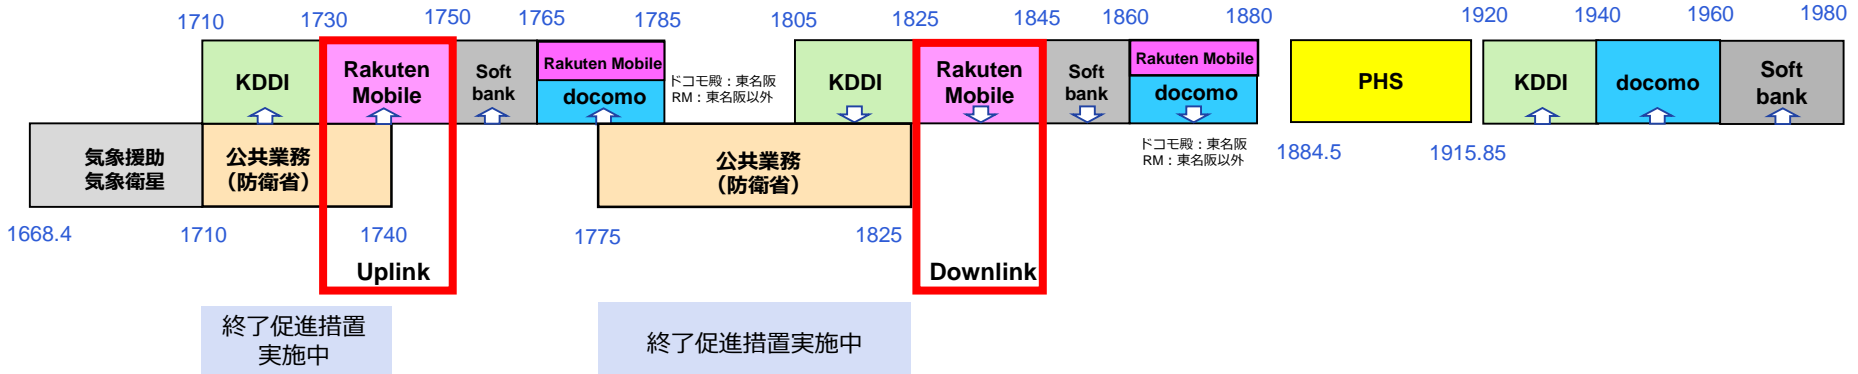 1710
1730
1750
1765
1785
1805
1825
1845
1860
1880
1920
1940
1960
1980
KDDI
Rakuten
Mobile
Soft
bank
Rakuten Mobile
docomo
ドコモ殿：東名阪
RM：東名阪以外
KDDI
Rakuten
Mobile
Soft
bank
Rakuten Mobile
docomo
ドコモ殿：東名阪
RM：東名阪以外
PHS
1884.5
1915.85
KDDI
docomo
Soft
bank
気象援助
気象衛星
公共業務
（防衛省）
公共業務
（防衛省）
1668.4
1710
1740
1775
1825
Uplink
Downlink
終了促進措置
実施中
終了促進措置実施中